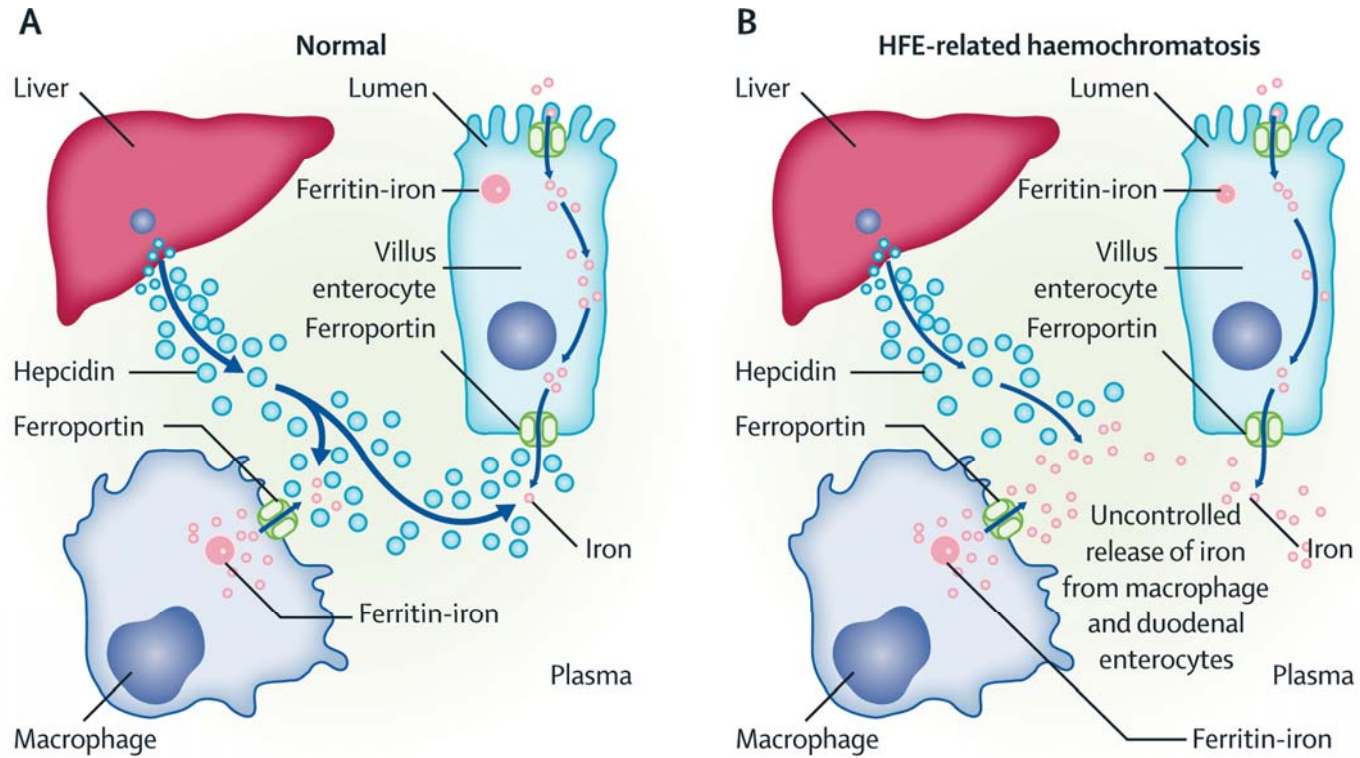 A
Normal
Liver
Lumen
Ferritin-iron
Villus
enterocyte
Ferroportin
Hepcidin
Ferroportin
Iron
Ferritin-iron
Plasma
Macrophage
B
HFE-related haemochromatosis
Liver
Lumen
Ferritin-iron
Villus
enterocyte
Ferroportin
Hepcidin
Ferroportin
Uncontrolled
release of iron
from macrophage
and duodenal
enterocytes
Iron
Plasma
Macrophage
Ferritin-iron